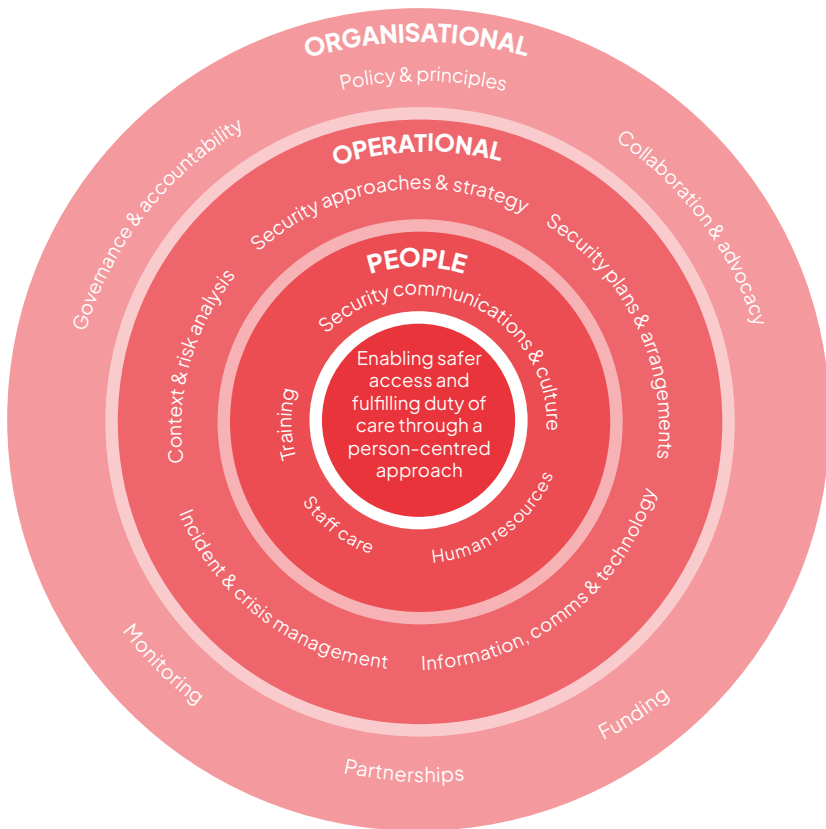 ORGANISATIONAL
Policy & principles
Collaboration & advocacy
Funding
Partnerships
Monitoring
Governance & accountability
OPERATIONAL
Security approaches & strategy
Security plans & arrangements
Information, comms & technology
Incident & crisis management
Context & risk analysis
PEOPLE
Security communications & culture
Human resources
Staff care
Training
Enabling safer
access and
fulfilling duty of
care through a
person-centred
approach